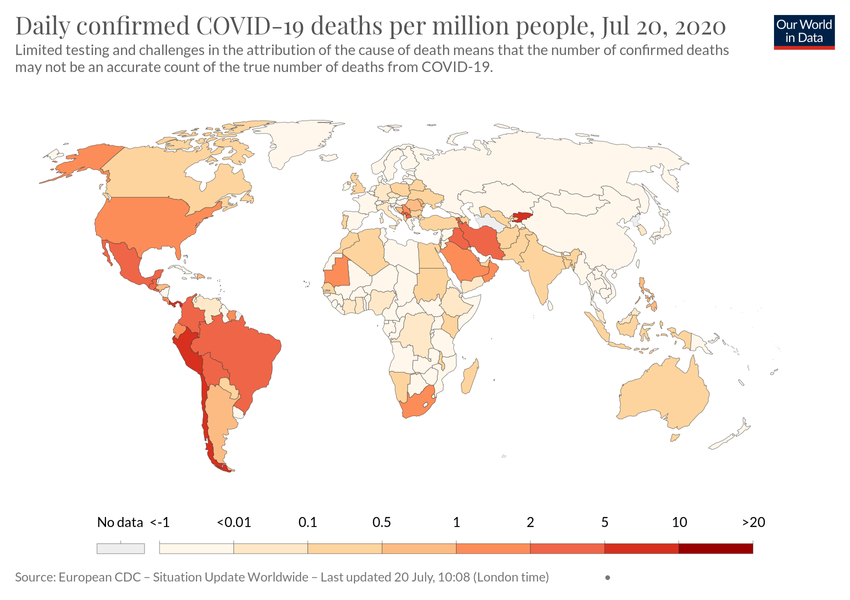 Daily confirmed COVID-19 deaths per million people, Jul 20, 2020
Our World
in Data
Limited testing and challenges in the attribution of the cause of death means that the number of confirmed deaths
may not be an accurate count of the true number of deaths from COVID-19.
No data <-1 <0.01 0.1 0.5 1 2 5 10 >20
Source: European CDC – Situation Update Worldwide – Last updated 20 July, 10:08 (London time) •